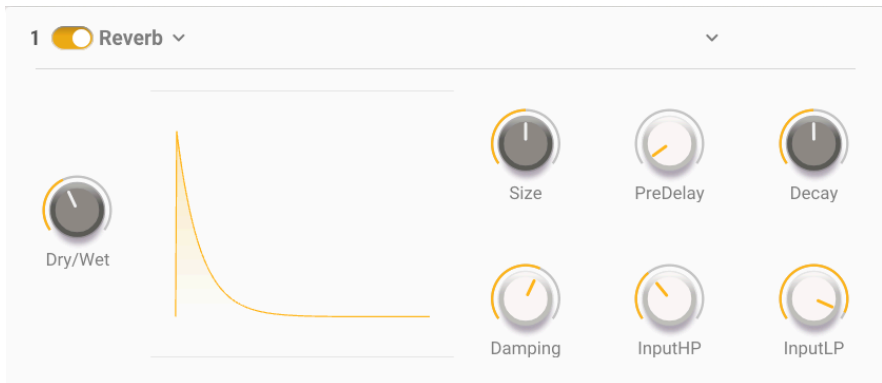 1 Reverb
Size PreDelay Decay
Dry/Wet
Damping InputHP InputLP